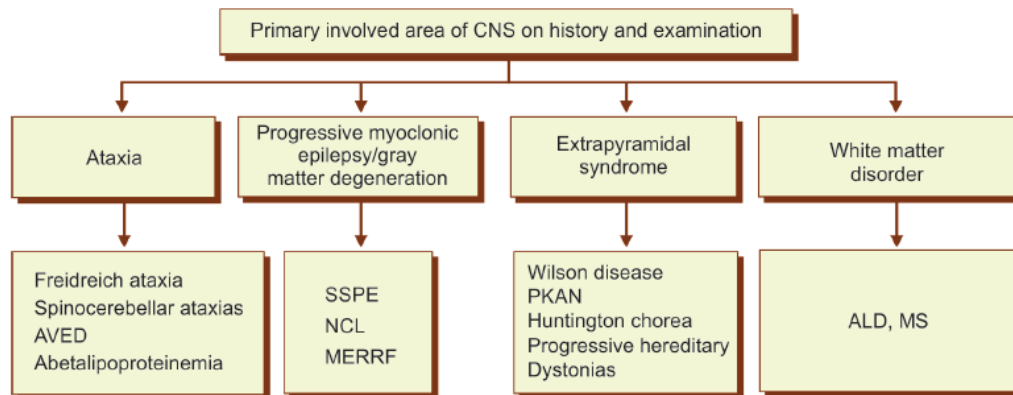 Primary involved area of CNS on history and examination
Ataxia
Progressive myoclonic
epilepsy/gray
matter degeneration
Extrapyramidal
syndrome
White matter
disorder
Freidreich ataxia
Spinocerebellar ataxias
AVED
Abetalipoproteinemia
SSPE
NCL
MERRF
Wilson disease
PKAN
Huntington chorea
Progressive hereditary
Dystonias
ALD, MS